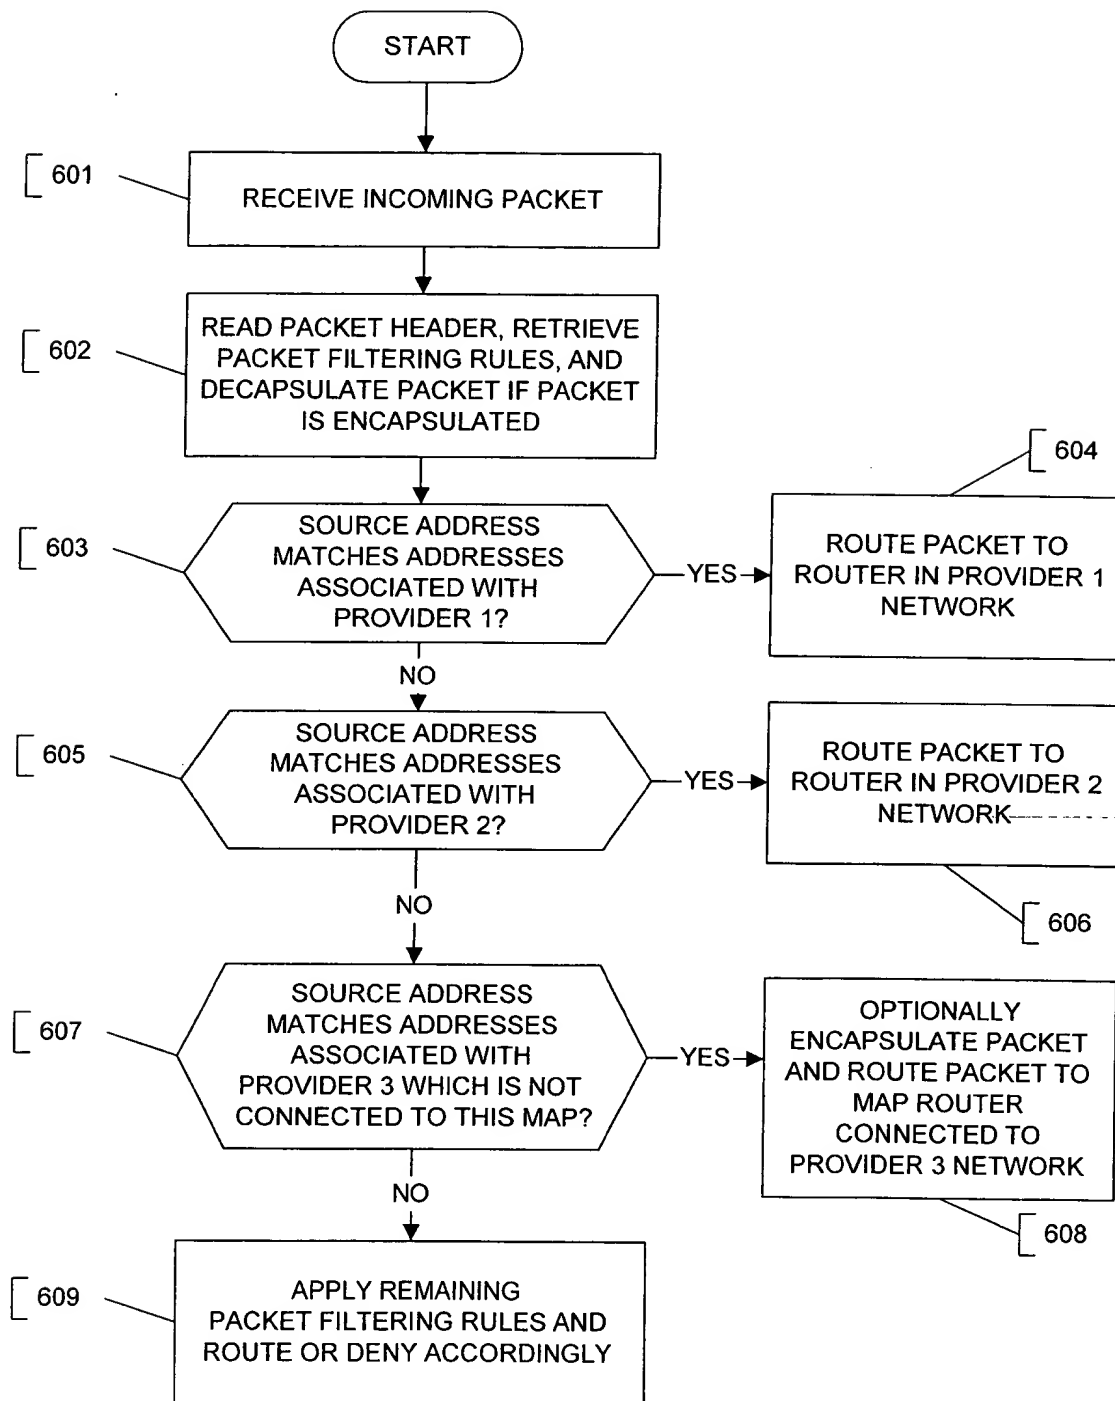 START
601
RECEIVE INCOMING PACKET
602
READ PACKET HEADER, RETRIEVE
PACKET FILTERING RULES, AND
DECAPSULATE PACKET IF PACKET
IS ENCAPSULATED
603
SOURCE ADDRESS
MATCHES ADDRESSES
ASSOCIATED WITH
PROVIDER 1?
YES
604
ROUTE PACKET TO
ROUTER IN PROVIDER 1
NETWORK
NO
605
SOURCE ADDRESS
MATCHES ADDRESSES
ASSOCIATED WITH
PROVIDER 2?
YES
ROUTE PACKET TO
ROUTER IN PROVIDER 2
NETWORK
606
NO
607
SOURCE ADDRESS
MATCHES ADDRESSES
ASSOCIATED WITH
PROVIDER 3 WHICH IS NOT
CONNECTED TO THIS MAP?
YES
OPTIONALLY
ENCAPSULATE PACKET
AND ROUTE PACKET TO
MAP ROUTER
CONNECTED TO
PROVIDER 3 NETWORK
608
NO
609
APPLY REMAINING
PACKET FILTERING RULES AND
ROUTE OR DENY ACCORDINGLY